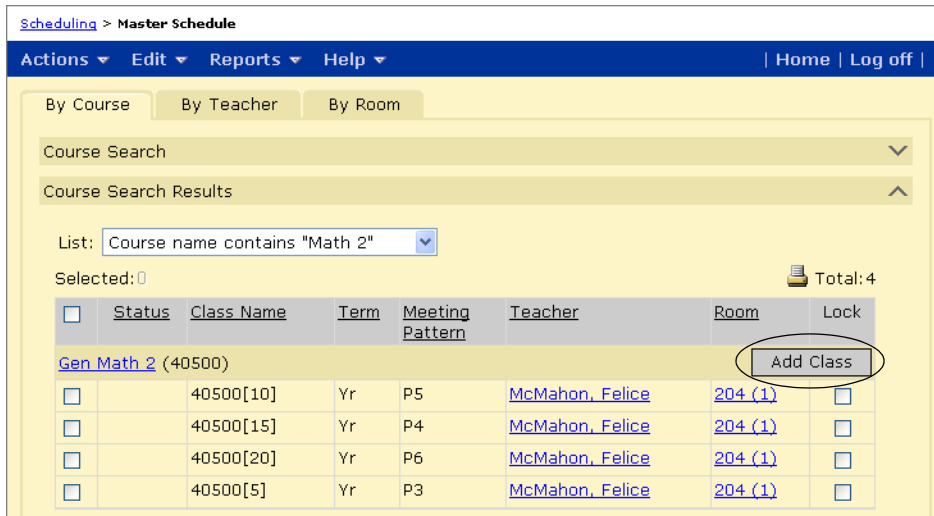 Scheduling > Master Schedule
Actions Edit Reports Help | Home | Log off |
By Course By Teacher By Room
Course Search
Course Search Results
List: Course name contains "Math 2"
Selected: 0 Total: 4
Status Class Name Term Meeting Pattern Teacher Room Lock
Gen Math 2 (40500) Add Class
40500[10] Yr P5 McMahon, Felice 204 (1)
40500[15] Yr P4 McMahon, Felice 204 (1)
40500[20] Yr P6 McMahon, Felice 204 (1)
40500[5] Yr P3 McMahon, Felice 204 (1)